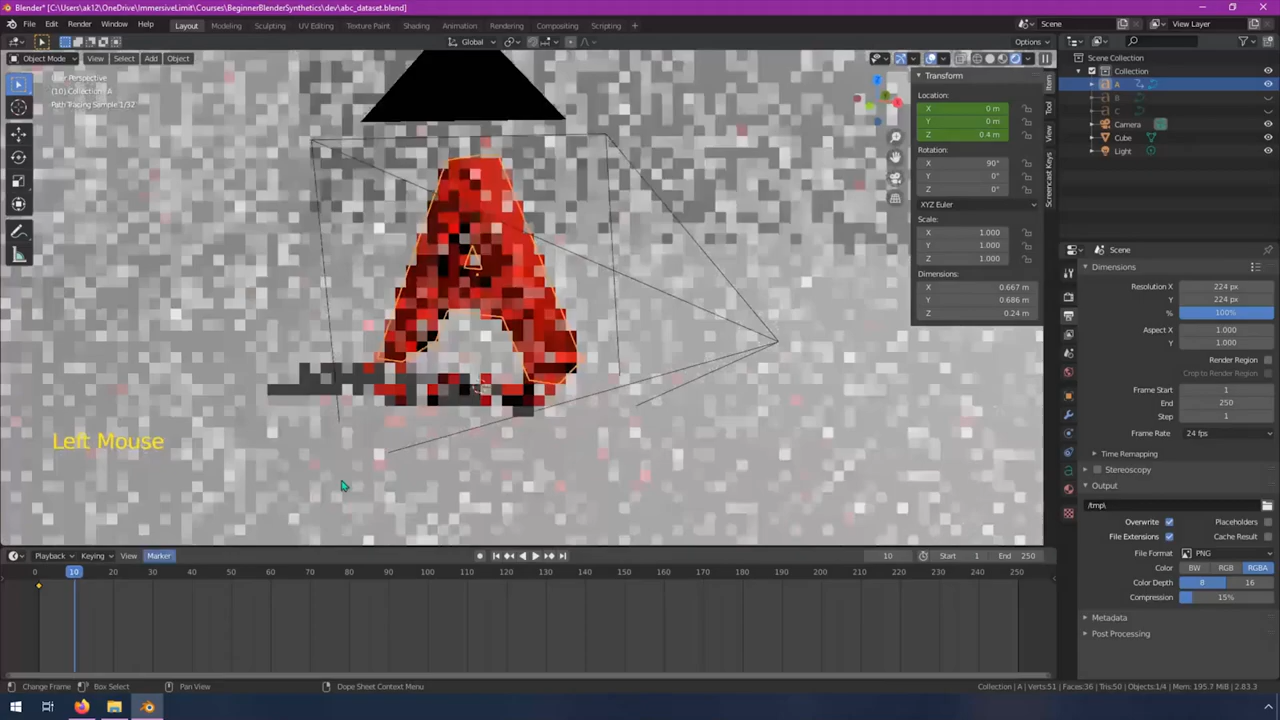 Blender* [C:\Users\ak12\OneDrive\ImmersiveLimit\Courses\BeginnerBlenderSynthetics\dev\abc_dataset.blend]
File Edit Render Window Help Layout Modeling Sculpting UV Editing Texture Paint Shading Animation Rendering Compositing Scripting + Scene View Layer
Global Options
Object Mode View Select Add Object
User Perspective
(10) Collection | A
Path Tracing Sample 1/32
Transform
Location:
X 0 m
Y 0 m
Z 0.4 m
Rotation:
X 90°
Y 0°
Z 0°
XYZ Euler
Scale:
X 1.000
Y 1.000
Z 1.000
Dimensions:
X 0.667 m
Y 0.686 m
Z 0.24 m
Item
Tool
View
Screencast Keys
Scene Collection
Collection
A
B
C
Camera
Cube
Light
Scene
Dimensions
Resolution X 224 px
Y 224 px
% 100%
Aspect X 1.000
Y 1.000
Render Region
Crop to Render Region
Frame Start 1
End 250
Step 1
Frame Rate 24 fps
Time Remapping
Stereoscopy
Output
/tmp\
Overwrite Placeholders
File Extensions Cache Result
File Format PNG
Color BW RGB RGBA
Color Depth 8 16
Compression 15%
Metadata
Post Processing
Left Mouse
Playback Keying View Marker 10 Start 1 End 250
0 10 20 30 40 50 60 70 80 90 100 110 120 130 140 150 160 170 180 190 200 210 220 230 240 250
Change Frame Box Select Pan View Dope Sheet Context Menu Collection | A | Verts:51 | Faces:36 | Tris:50 | Objects:1/4 | Mem: 195.7 MiB | 2.83.3